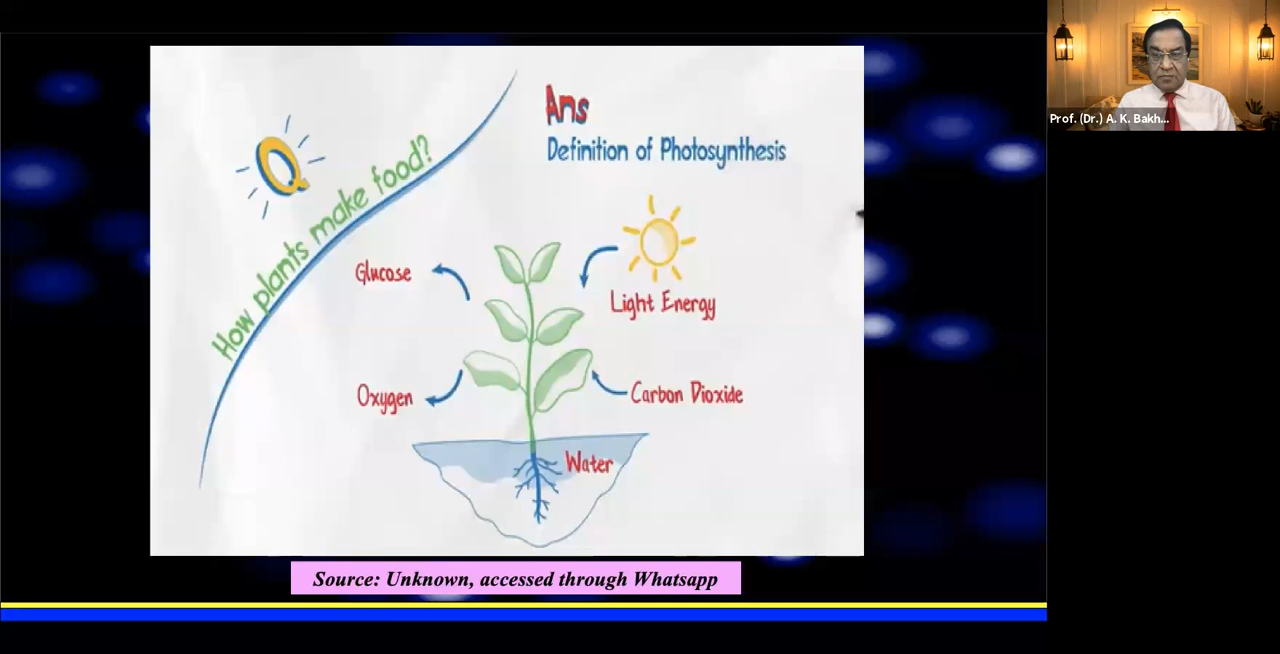 Q
How plants make food?
Ans
Definition of Photosynthesis
Glucose
Light Energy
Oxygen
Carbon Dioxide
Water
Source: Unknown, accessed through Whatsapp
Prof. (Dr.) A. K. Bakh...